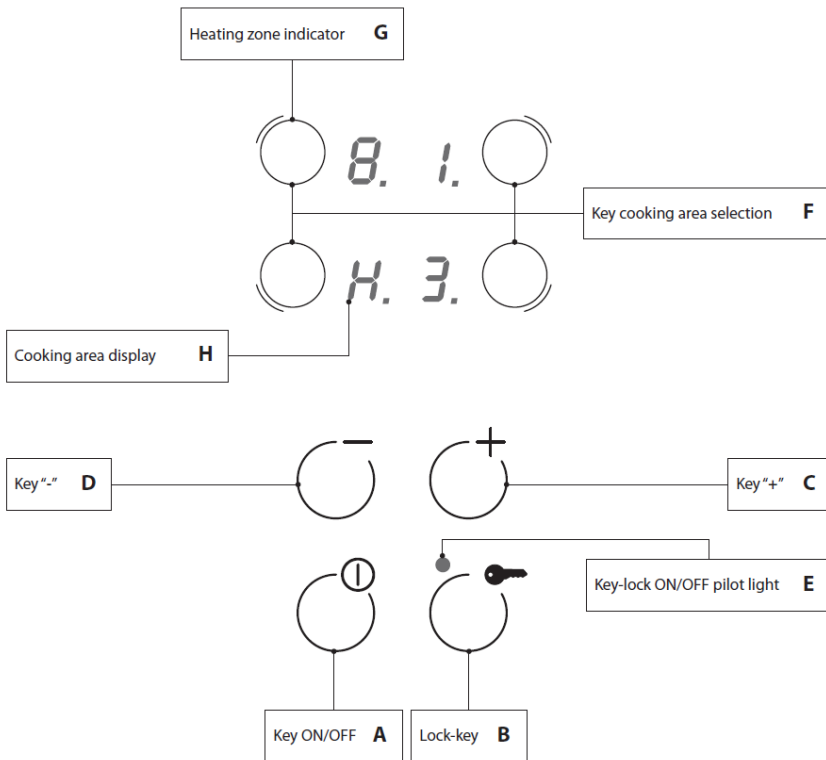 Heating zone indicator G
8. 1.
Key cooking area selection F
H. 3.
Cooking area display H
Key “-” D
Key “+” C
Key-lock ON/OFF pilot light E
Key ON/OFF A
Lock-key B